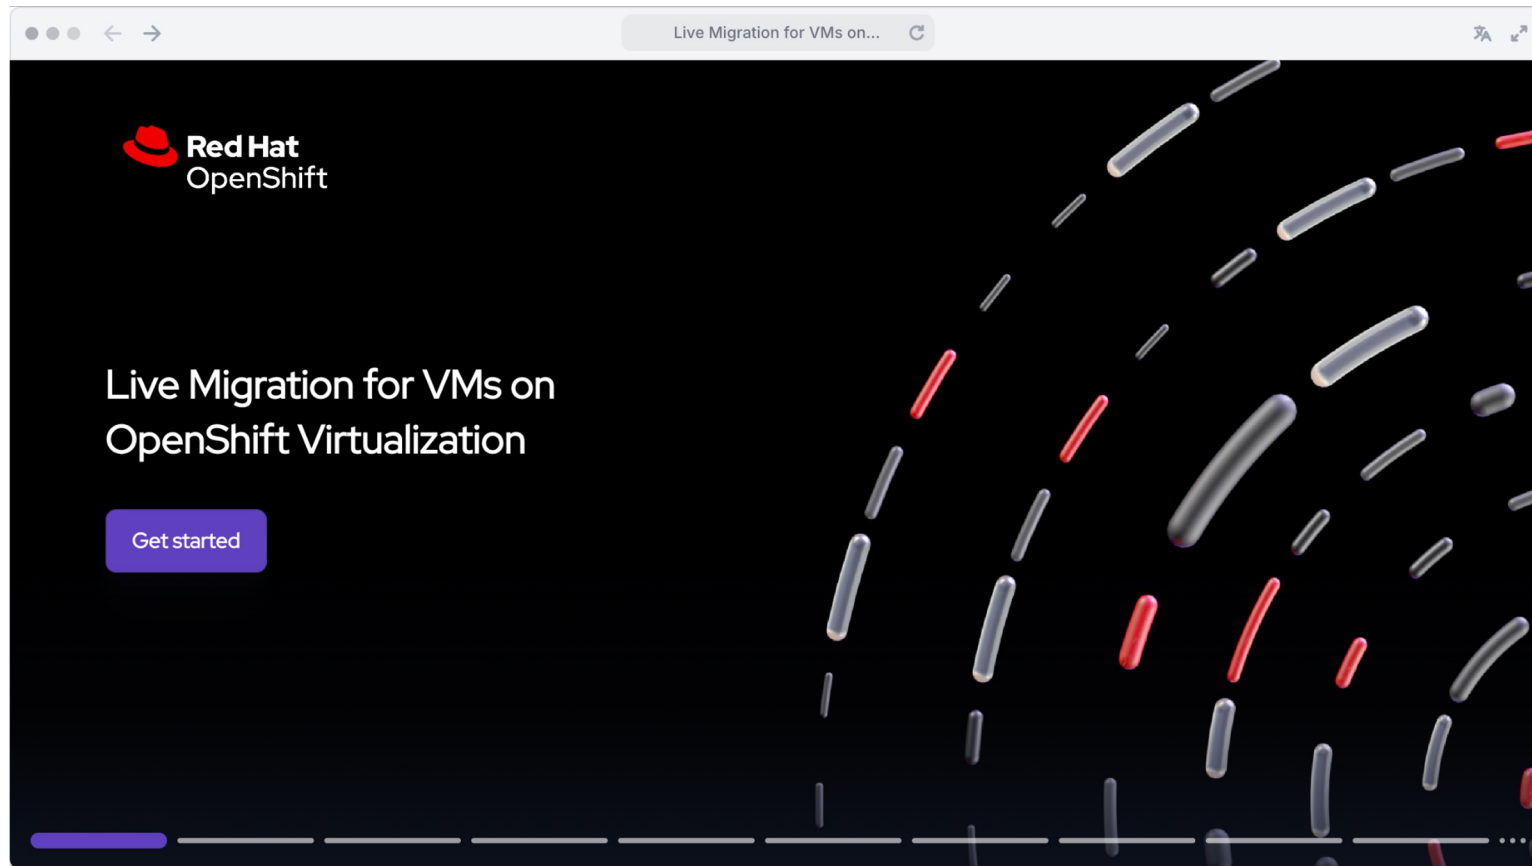 Live Migration for VMs on...
Red Hat
OpenShift
Live Migration for VMs on
OpenShift Virtualization
Get started